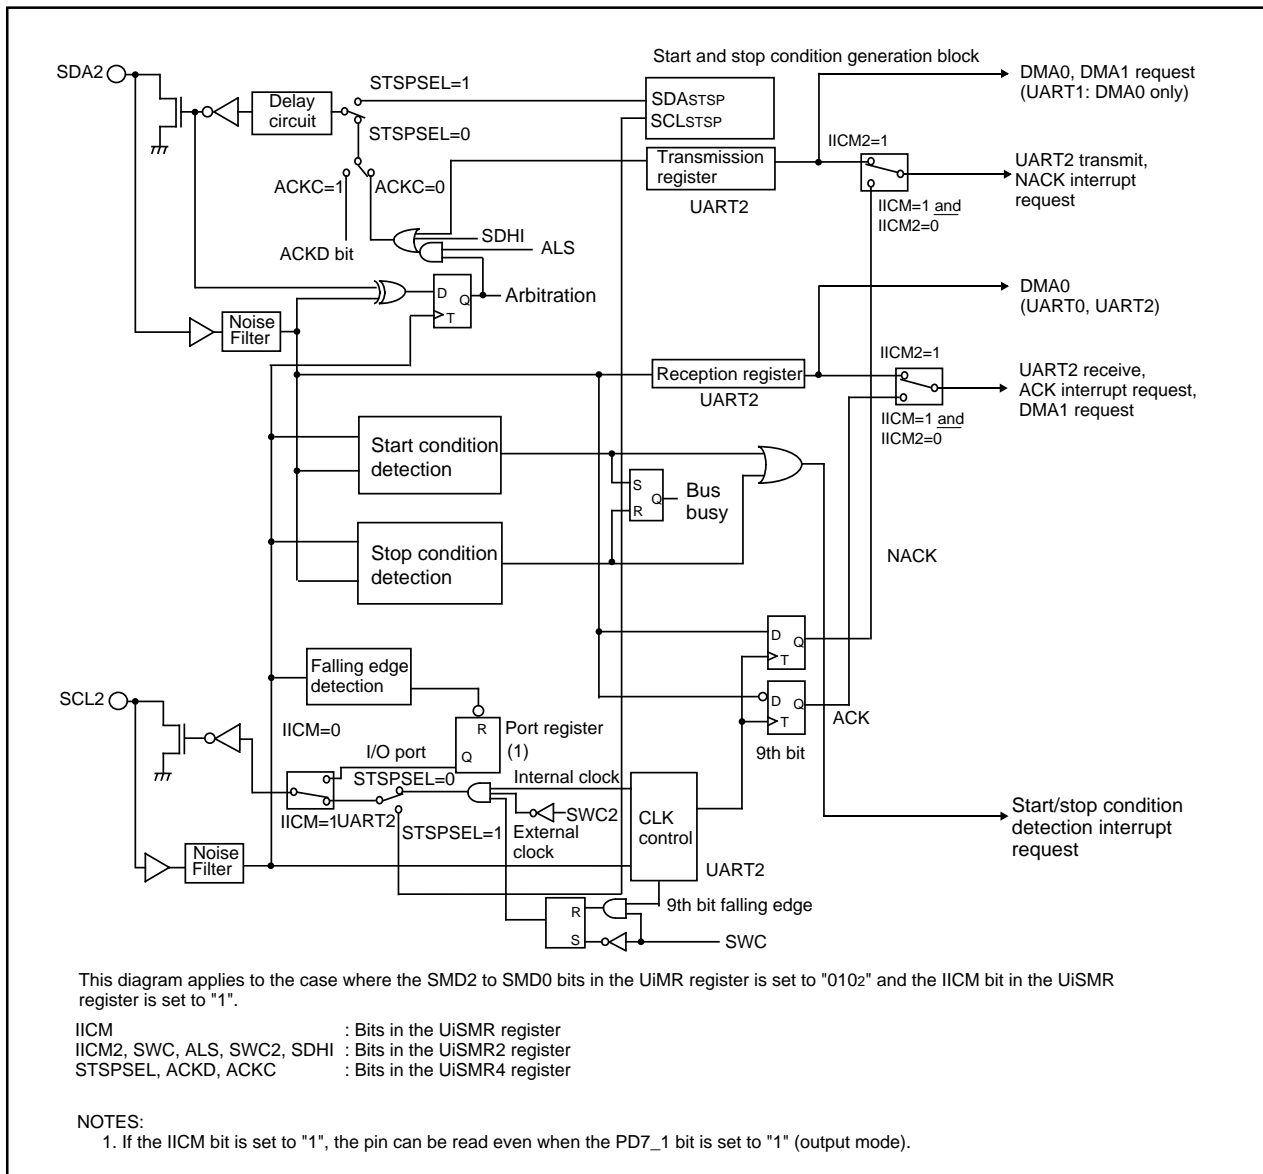 Start and stop condition generation block
SDA2
STSPSEL=1
DMA0, DMA1 request
(UART1: DMA0 only)
Delay
circuit
SDASTSP
SCLSTSP
STSPSEL=0
IICM2=1
Transmission
register
UART2 transmit,
NACK interrupt
request
ACKC=1
ACKC=0
UART2
IICM=1 and
IICM2=0
SDHI
ALS
ACKD bit
DMA0
(UART0, UART2)
D
Q
T
Arbitration
Noise
Filter
IICM2=1
Reception register
UART2
UART2 receive,
ACK interrupt request,
DMA1 request
IICM=1 and
IICM2=0
Start condition
detection
S
Q
R
Bus
busy
Stop condition
detection
NACK
D
Q
T
Falling edge
detection
D
Q
T
ACK
9th bit
SCL2
IICM=0
R
Q
Port register
(1)
I/O port
STSPSEL=0
Internal clock
IICM=1
UART2
STSPSEL=1
SWC2
External
clock
CLK
control
UART2
Start/stop condition
detection interrupt
request
Noise
Filter
R
S
9th bit falling edge
SWC
This diagram applies to the case where the SMD2 to SMD0 bits in the UiMR register is set to "0102" and the IICM bit in the UiSMR
register is set to "1".
IICM : Bits in the UiSMR register
IICM2, SWC, ALS, SWC2, SDHI : Bits in the UiSMR2 register
STSPSEL, ACKD, ACKC : Bits in the UiSMR4 register
NOTES:
1. If the IICM bit is set to "1", the pin can be read even when the PD7_1 bit is set to "1" (output mode).